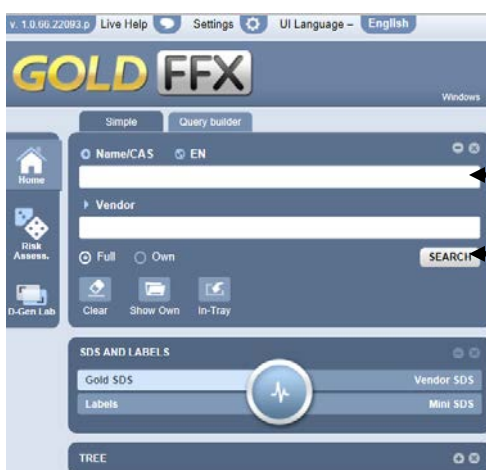 v. 1.0.66.22093.p Live Help Settings UI Language – English
GOLD FFX
Windows
Simple Query builder
Name/CAS EN
Home
Vendor
Risk Assess.
Full Own SEARCH
D-Gen Lab
Clear Show Own In-Tray
SDS AND LABELS
Gold SDS Vendor SDS
Labels Mini SDS
TREE